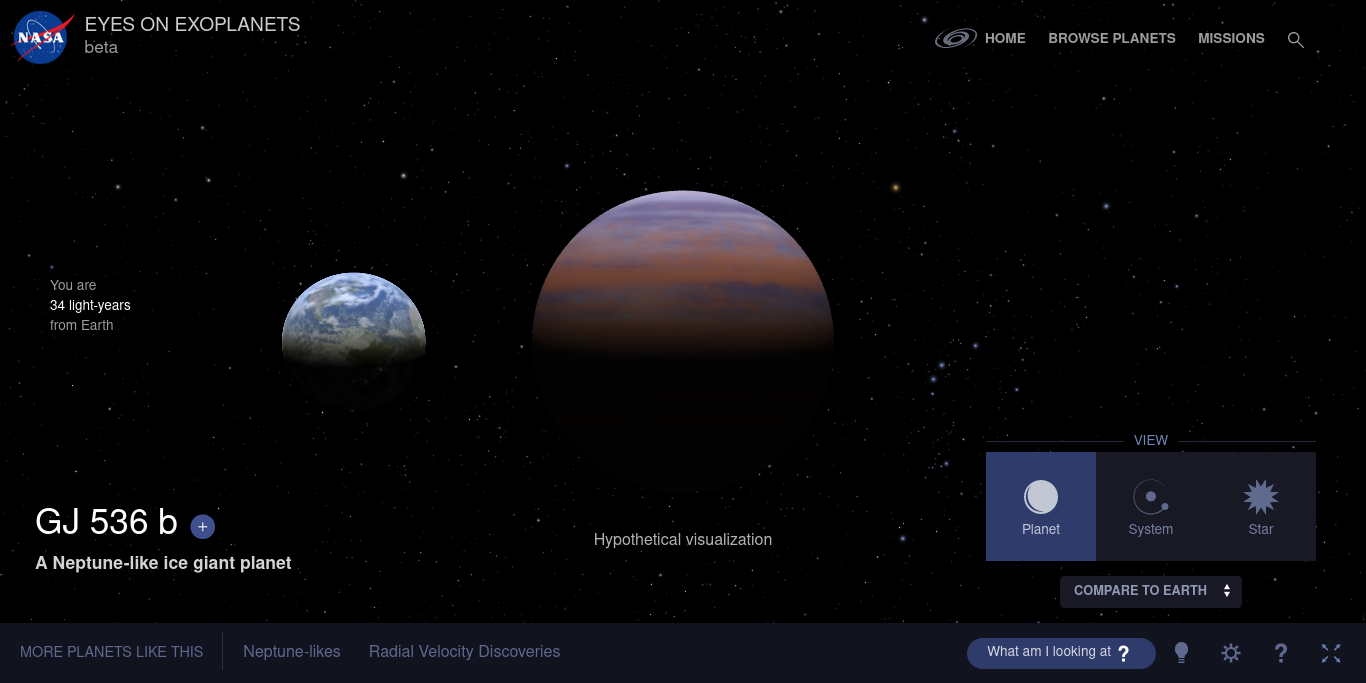 NASA
EYES ON EXOPLANETS
beta
HOME
BROWSE PLANETS
MISSIONS
You are
34 light-years
from Earth
GJ 536 b +
A Neptune-like ice giant planet
Hypothetical visualization
VIEW
Planet
System
Star
COMPARE TO EARTH
MORE PLANETS LIKE THIS
Neptune-likes
Radial Velocity Discoveries
What am I looking at ?
?